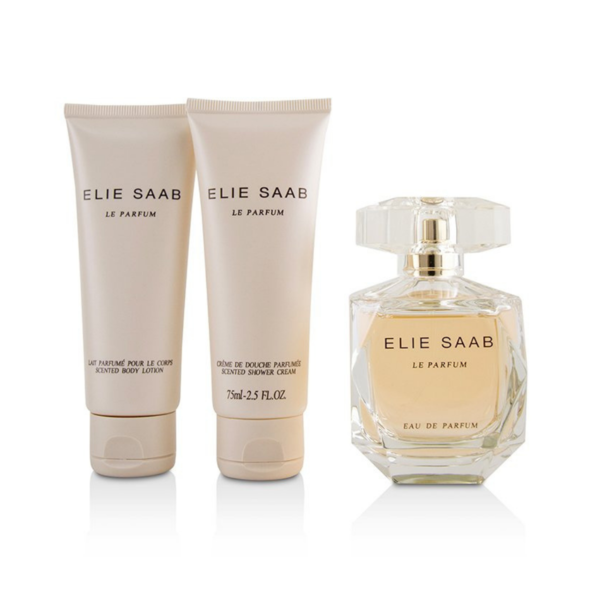 ELIE SAAB
LE PARFUM
LAIT PARFUMÉ POUR LE CORPS
SCENTED BODY LOTION
ELIE SAAB
LE PARFUM
CRÈME DE DOUCHE PARFUMÉE
SCENTED SHOWER CREAM
75ml-2.5 FL.OZ.
ELIE SAAB
LE PARFUM
EAU DE PARFUM